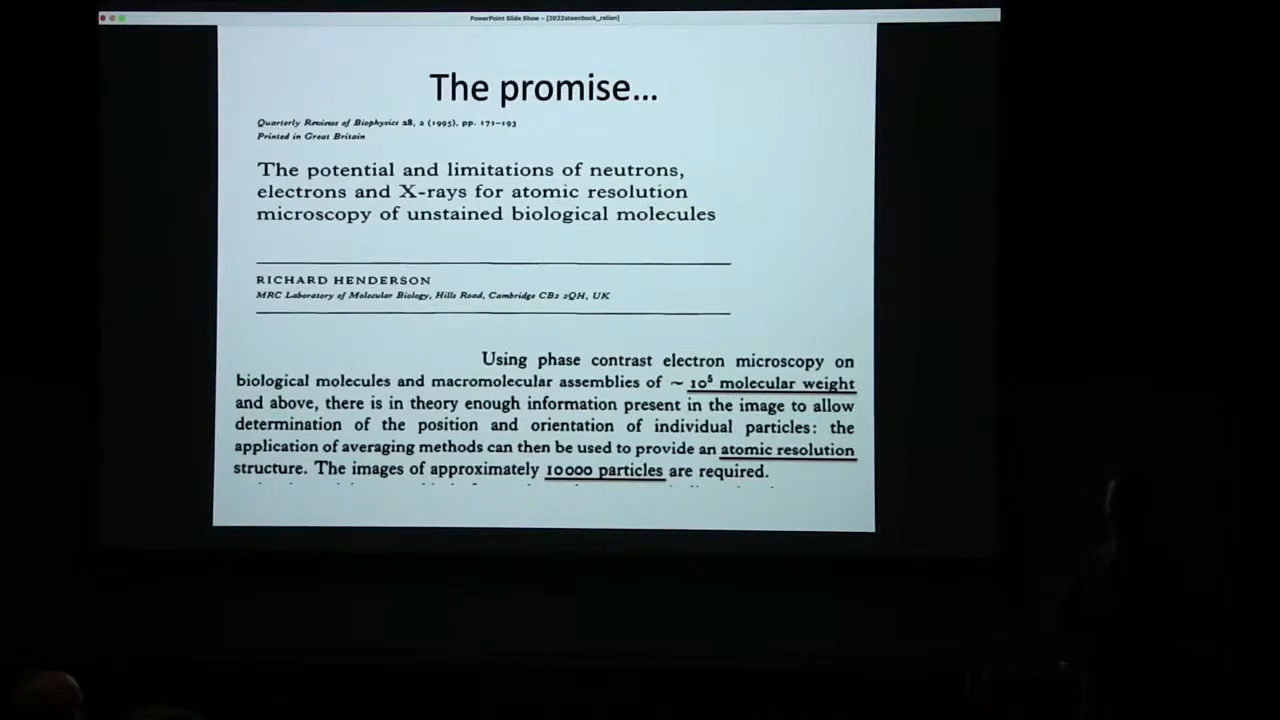 PowerPoint Slide Show - [2022steenbock_relion]
The promise...
Quarterly Reviews of Biophysics 28, 2 (1995), pp. 171–193
Printed in Great Britain
The potential and limitations of neutrons,
electrons and X-rays for atomic resolution
microscopy of unstained biological molecules
RICHARD HENDERSON
MRC Laboratory of Molecular Biology, Hills Road, Cambridge CB2 2QH, UK
Using phase contrast electron microscopy on
biological molecules and macromolecular assemblies of ~ 10⁵ molecular weight
and above, there is in theory enough information present in the image to allow
determination of the position and orientation of individual particles: the
application of averaging methods can then be used to provide an atomic resolution
structure. The images of approximately 10000 particles are required.